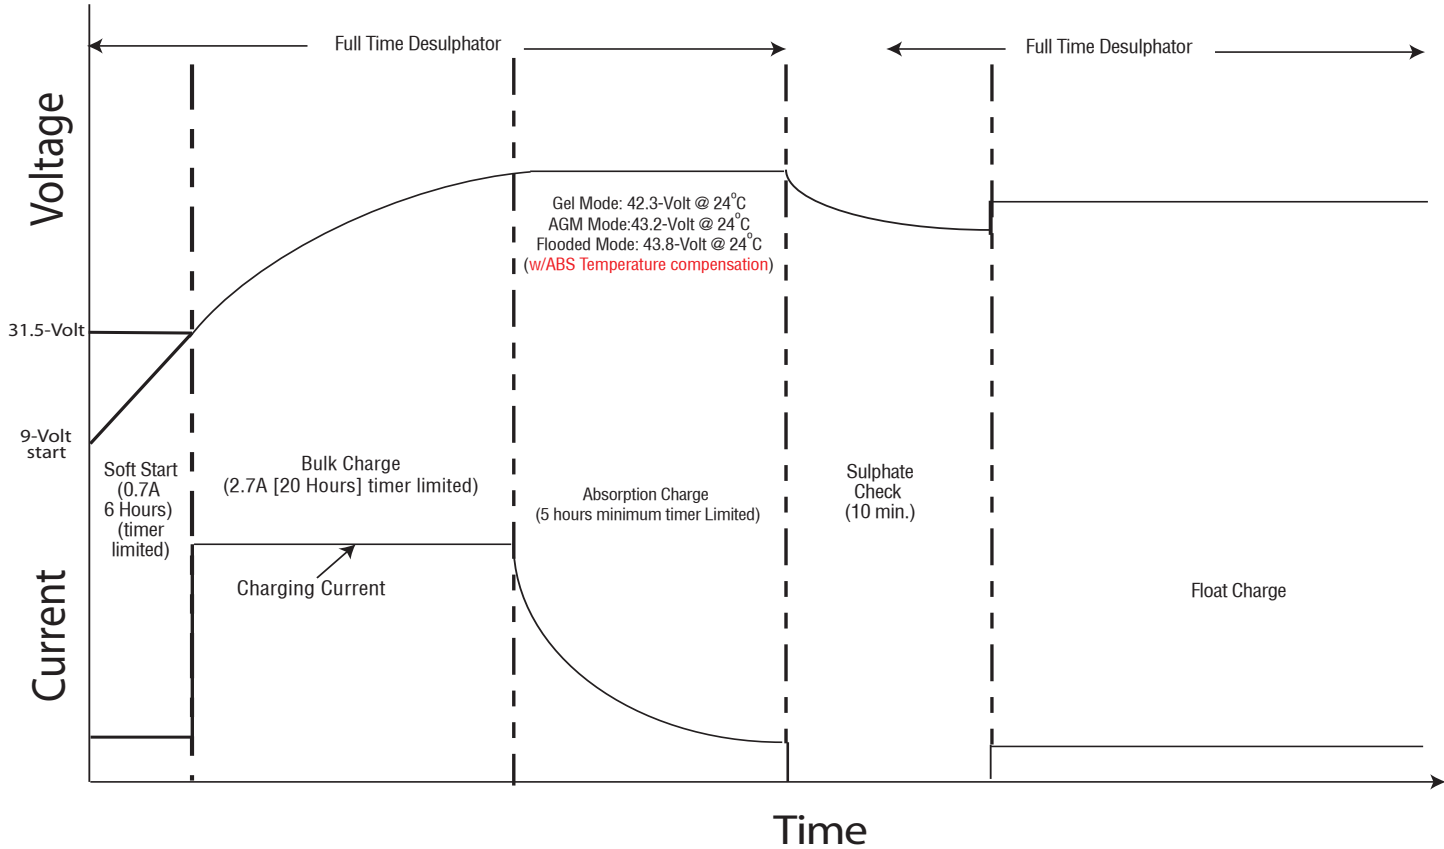 Full Time Desulphator
Full Time Desulphator
Voltage
Gel Mode: 42.3-Volt @ 24°C
AGM Mode:43.2-Volt @ 24°C
Flooded Mode: 43.8-Volt @ 24°C
(w/ABS Temperature compensation)
31.5-Volt
9-Volt
start
Soft Start
(0.7A
6 Hours)
(timer
limited)
Bulk Charge
(2.7A [20 Hours] timer limited)
Absorption Charge
(5 hours minimum timer Limited)
Sulphate
Check
(10 min.)
Charging Current
Float Charge
Current
Time